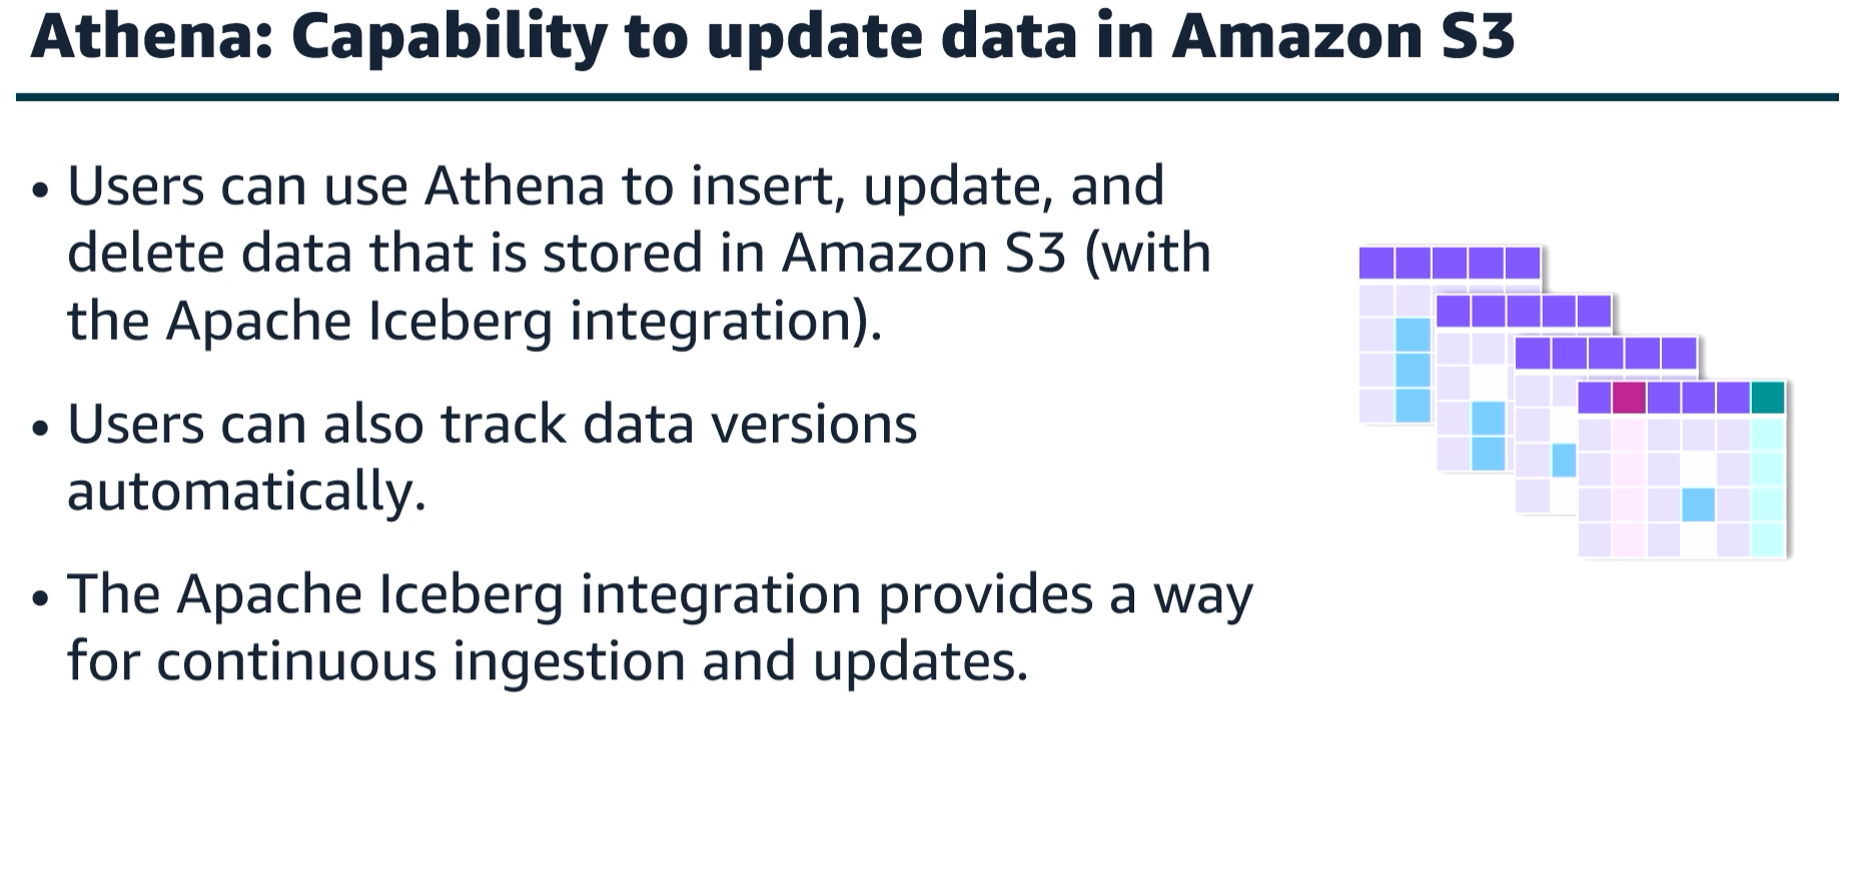 Athena: Capability to update data in Amazon S3
• Users can use Athena to insert, update, and
delete data that is stored in Amazon S3 (with
the Apache Iceberg integration).
• Users can also track data versions
automatically.
• The Apache Iceberg integration provides a way
for continuous ingestion and updates.